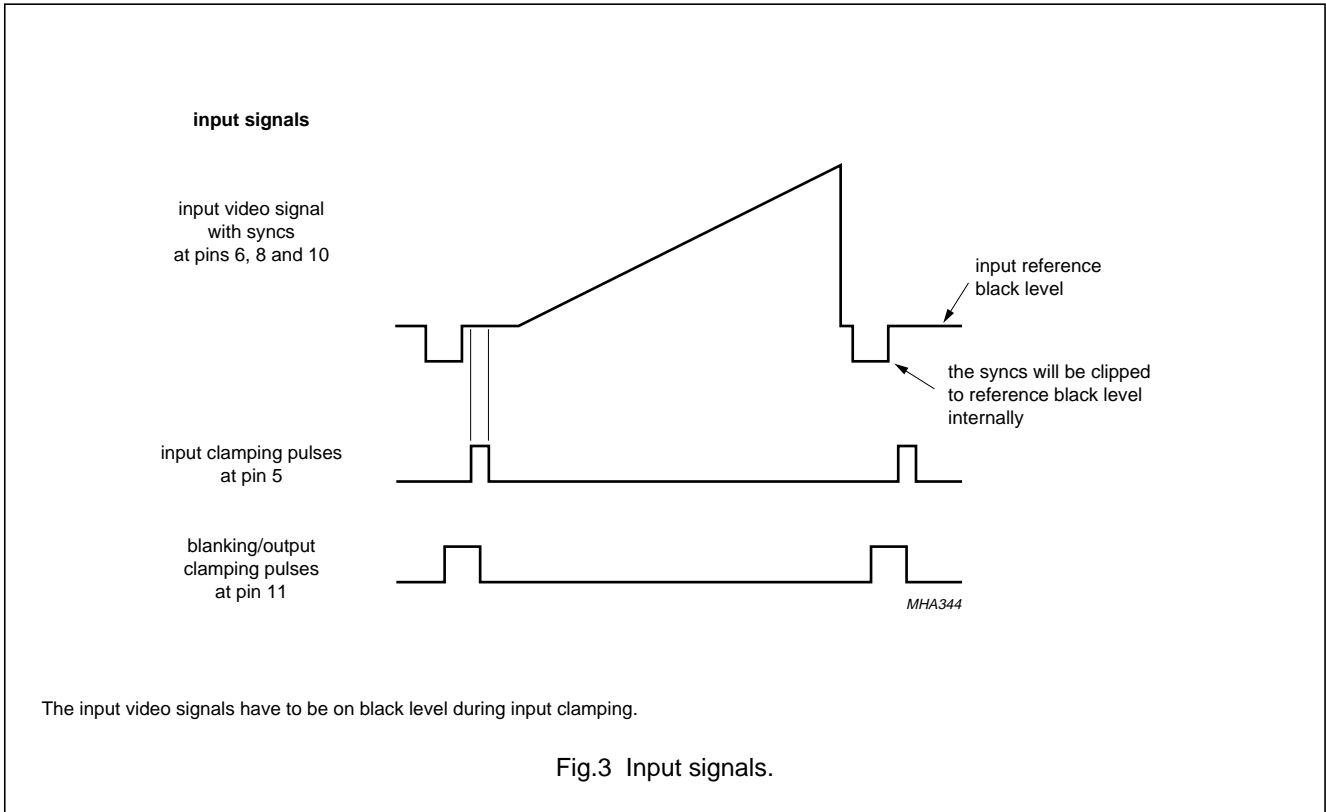 input signals
input video signal
with syncs
at pins 6, 8 and 10
input reference
black level
the syncs will be clipped
to reference black level
internally
input clamping pulses
at pin 5
blanking/output
clamping pulses
at pin 11
MHA344
The input video signals have to be on black level during input clamping.
Fig.3 Input signals.